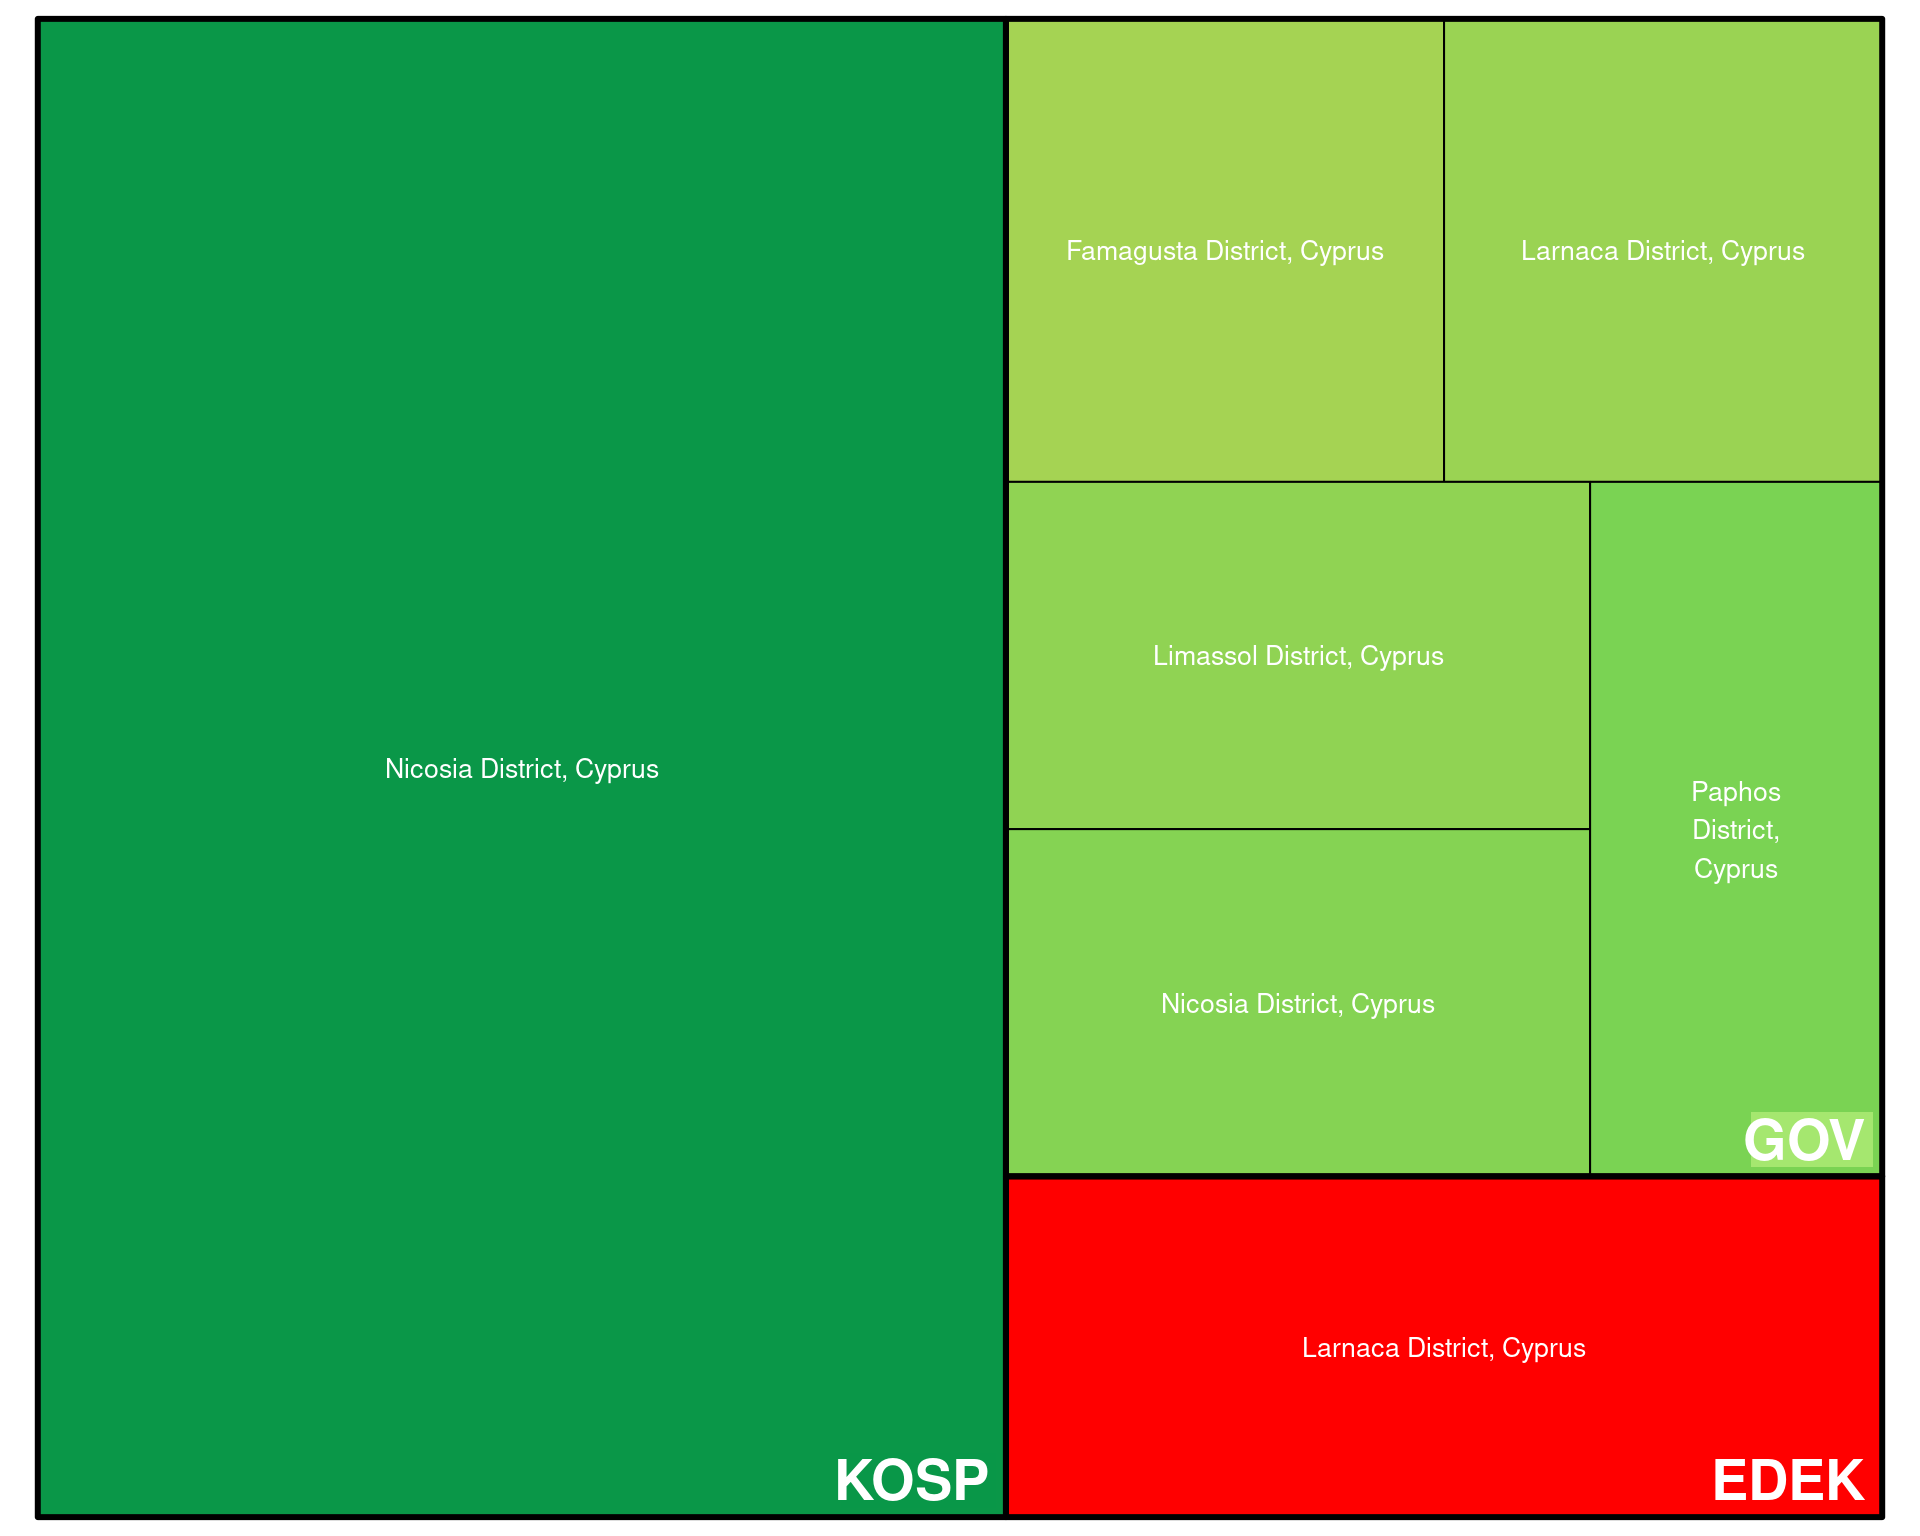 Nicosia District, Cyprus
KOSP
Famagusta District, Cyprus
Larnaca District, Cyprus
Limassol District, Cyprus
Nicosia District, Cyprus
Paphos
District,
Cyprus
GOV
Larnaca District, Cyprus
EDEK